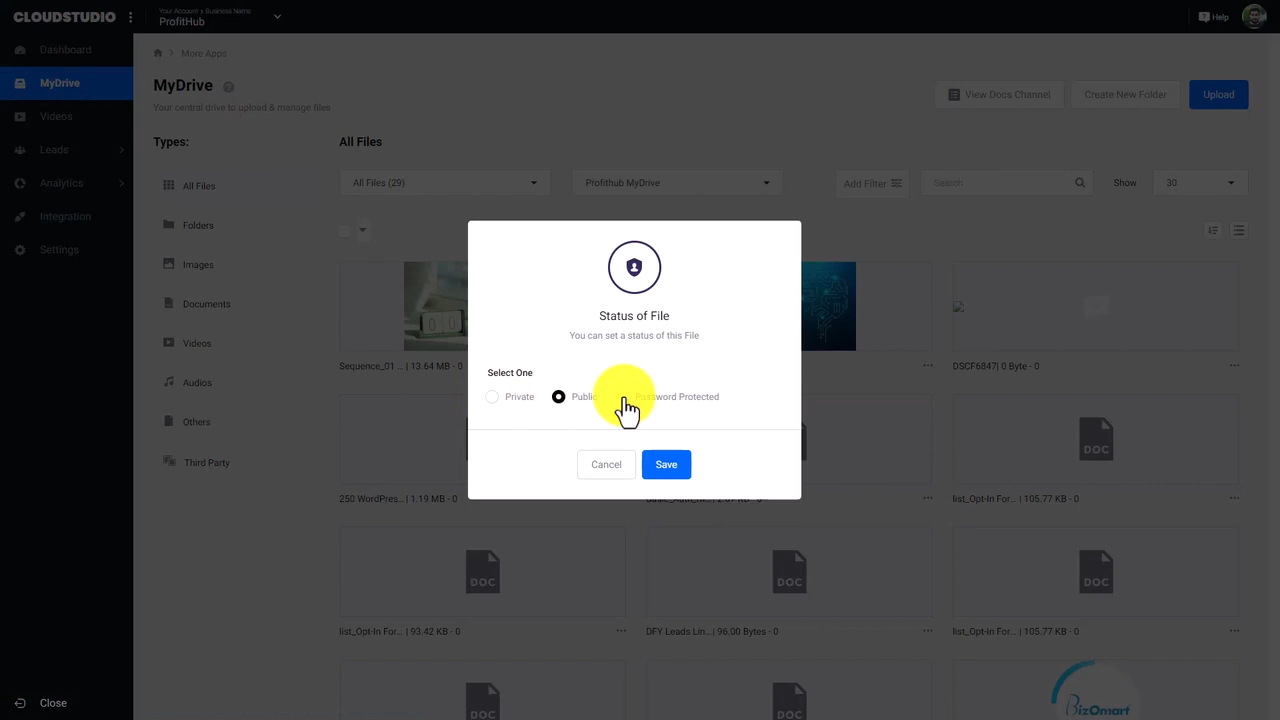 CLOUDSTUDIO
Your Account's Business Name
ProfitHub
Help
Dashboard
MyDrive
Videos
Leads
Analytics
Integration
Settings
Close
More Apps
MyDrive
Your central drive to upload & manage files
View Docs Channel
Create New Folder
Upload
Types:
All Files
Folders
Images
Documents
Videos
Audios
Others
Third Party
All Files
All Files (29)
Profithub MyDrive
Add Filter
Search
Show
30
Status of File
You can set a status of this File
Select One
Private
Public
Password Protected
Cancel
Save
Sequence_01 ... | 13.64 MB - 0
DSCF6847| 0 Byte - 0
DOC
250 WordPres... | 1.19 MB - 0
list_Opt-In For... | 105.77 KB - 0
DOC
DOC
DOC
list_Opt-In For... | 93.42 KB - 0
DFY Leads Lin...| 96.00 Bytes - 0
list_Opt-In For... | 105.77 KB - 0
DOC
DOC
BizOmart